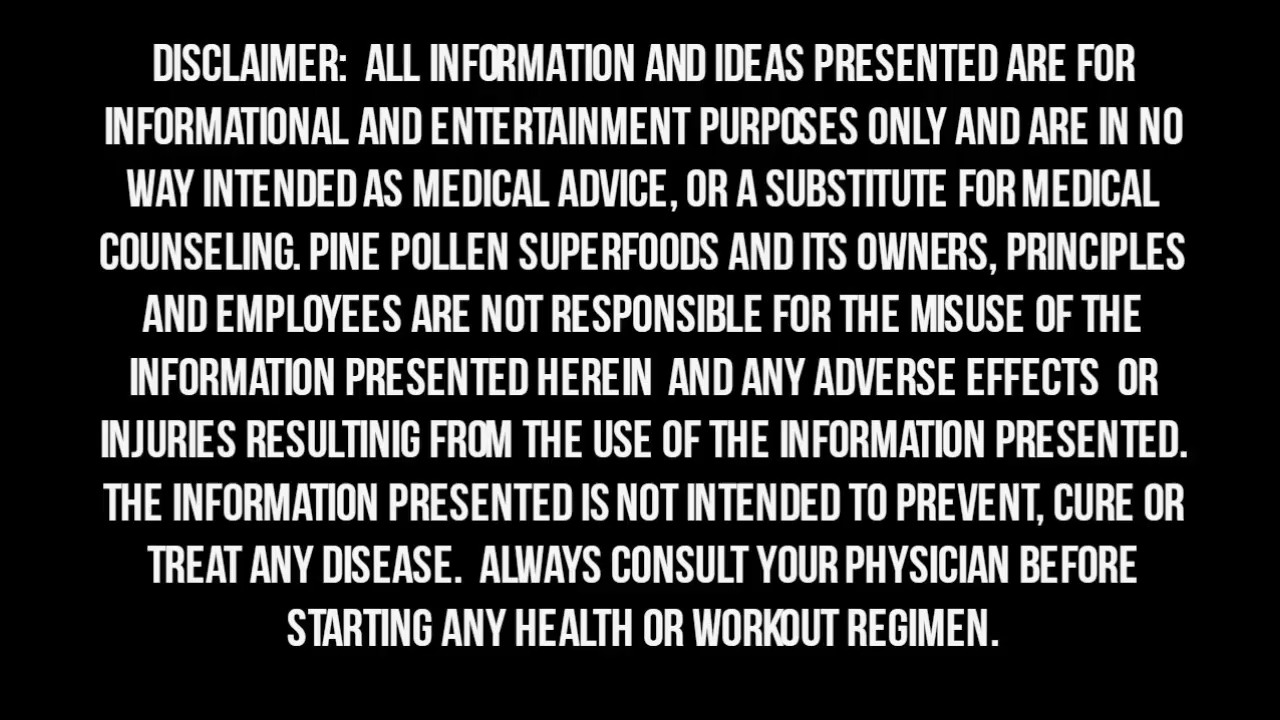 DISCLAIMER:  ALL INFORMATION AND IDEAS PRESENTED ARE FOR
INFORMATIONAL AND ENTERTAINMENT PURPOSES ONLY AND ARE IN NO
WAY INTENDED AS MEDICAL ADVICE, OR A SUBSTITUTE FOR MEDICAL
COUNSELING. PINE POLLEN SUPERFOODS AND ITS OWNERS, PRINCIPLES
AND EMPLOYEES ARE NOT RESPONSIBLE FOR THE MISUSE OF THE
INFORMATION PRESENTED HEREIN  AND ANY ADVERSE EFFECTS  OR
INJURIES RESULTINIG FROM THE USE OF THE INFORMATION PRESENTED.
THE INFORMATION PRESENTED IS NOT INTENDED TO PREVENT, CURE OR
TREAT ANY DISEASE.  ALWAYS CONSULT YOUR PHYSICIAN BEFORE
STARTING ANY HEALTH OR WORKOUT REGIMEN.